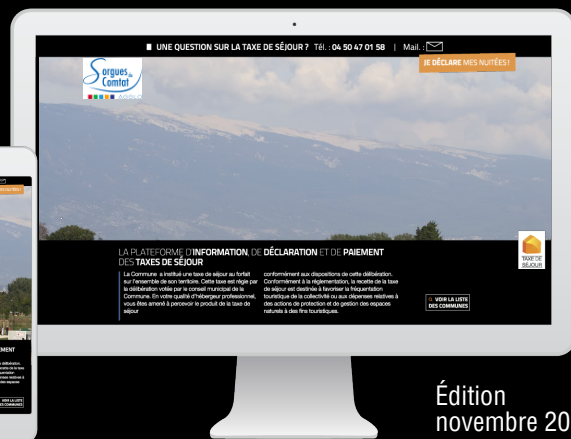 UNE QUESTION SUR LA TAXE DE SÉJOUR ? Tél. : 04 50 47 01 58 | Mail. :
JE DÉCLARE MES NUITÉES !
Sorgues du
Comtat
LA PLATEFORME D'INFORMATION, DE DÉCLARATION ET DE PAIEMENT
DES TAXES DE SÉJOUR
La Commune a institué une taxe de séjour au forfait
sur l'ensemble de son territoire. Cette taxe est régie par
la délibération votée par le conseil municipal de la
Commune. En votre qualité d'hébergeur professionnel,
vous êtes amené à percevoir le produit de la taxe de
séjour
conformément aux dispositions de cette délibération.
Conformément à la réglementation, la recette de la taxe
de séjour est destinée à favoriser la fréquentation
touristique de la collectivité ou aux dépenses relatives à
des actions de protection et de gestion des espaces
naturels à des fins touristiques.
TAXE DE
SÉJOUR
VOIR LA LISTE
DES COMMUNES
VOIR LA LISTE
DES COMMUNES
Édition
novembre 20